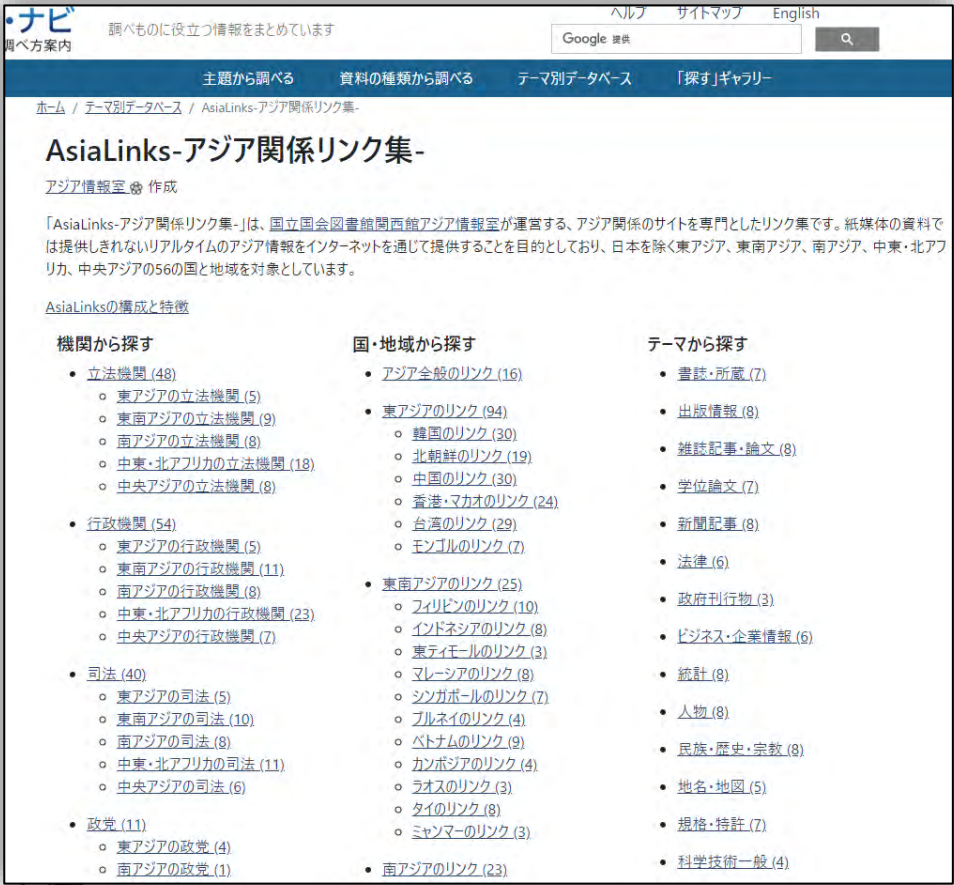 ・ナビ
調べ方案内
調べものに役立つ情報をまとめています
ヘルプ サイトマップ English
Google 提供
主題から調べる 資料の種類から調べる テーマ別データベース 「探す」ギャラリー
ホーム / テーマ別データベース / AsiaLinks-アジア関係リンク集-
AsiaLinks-アジア関係リンク集-
アジア情報室 作成
「AsiaLinks-アジア関係リンク集-」は、国立国会図書館関西館アジア情報室が運営する、アジア関係のサイトを専門としたリンク集です。紙媒体の資料で
は提供しきれないリアルタイムのアジア情報をインターネットを通じて提供することを目的としており、日本を除く東アジア、東南アジア、南アジア、中東・北アフ
リカ、中央アジアの56の国と地域を対象としています。
AsiaLinksの構成と特徴
機関から探す
立法機関 (48)
東アジアの立法機関 (5)
東南アジアの立法機関 (9)
南アジアの立法機関 (8)
中東・北アフリカの立法機関 (18)
中央アジアの立法機関 (8)
行政機関 (54)
東アジアの行政機関 (5)
東南アジアの行政機関 (11)
南アジアの行政機関 (8)
中東・北アフリカの行政機関 (23)
中央アジアの行政機関 (7)
司法 (40)
東アジアの司法 (5)
東南アジアの司法 (10)
南アジアの司法 (8)
中東・北アフリカの司法 (11)
中央アジアの司法 (6)
政党 (11)
東アジアの政党 (4)
南アジアの政党 (1)
国・地域から探す
アジア全般のリンク (16)
東アジアのリンク (94)
韓国のリンク (30)
北朝鮮のリンク (19)
中国のリンク (30)
香港・マカオのリンク (24)
台湾のリンク (29)
モンゴルのリンク (7)
東南アジアのリンク (25)
フィリピンのリンク (10)
インドネシアのリンク (8)
東ティモールのリンク (3)
マレーシアのリンク (8)
シンガポールのリンク (7)
ブルネイのリンク (4)
ベトナムのリンク (9)
カンボジアのリンク (4)
ラオスのリンク (3)
タイのリンク (8)
ミャンマーのリンク (3)
南アジアのリンク (23)
テーマから探す
書誌・所蔵 (7)
出版情報 (8)
雑誌記事・論文 (8)
学位論文 (7)
新聞記事 (8)
法律 (6)
政府刊行物 (3)
ビジネス・企業情報 (6)
統計 (8)
人物 (8)
民族・歴史・宗教 (8)
地名・地図 (5)
規格・特許 (7)
科学技術一般 (4)